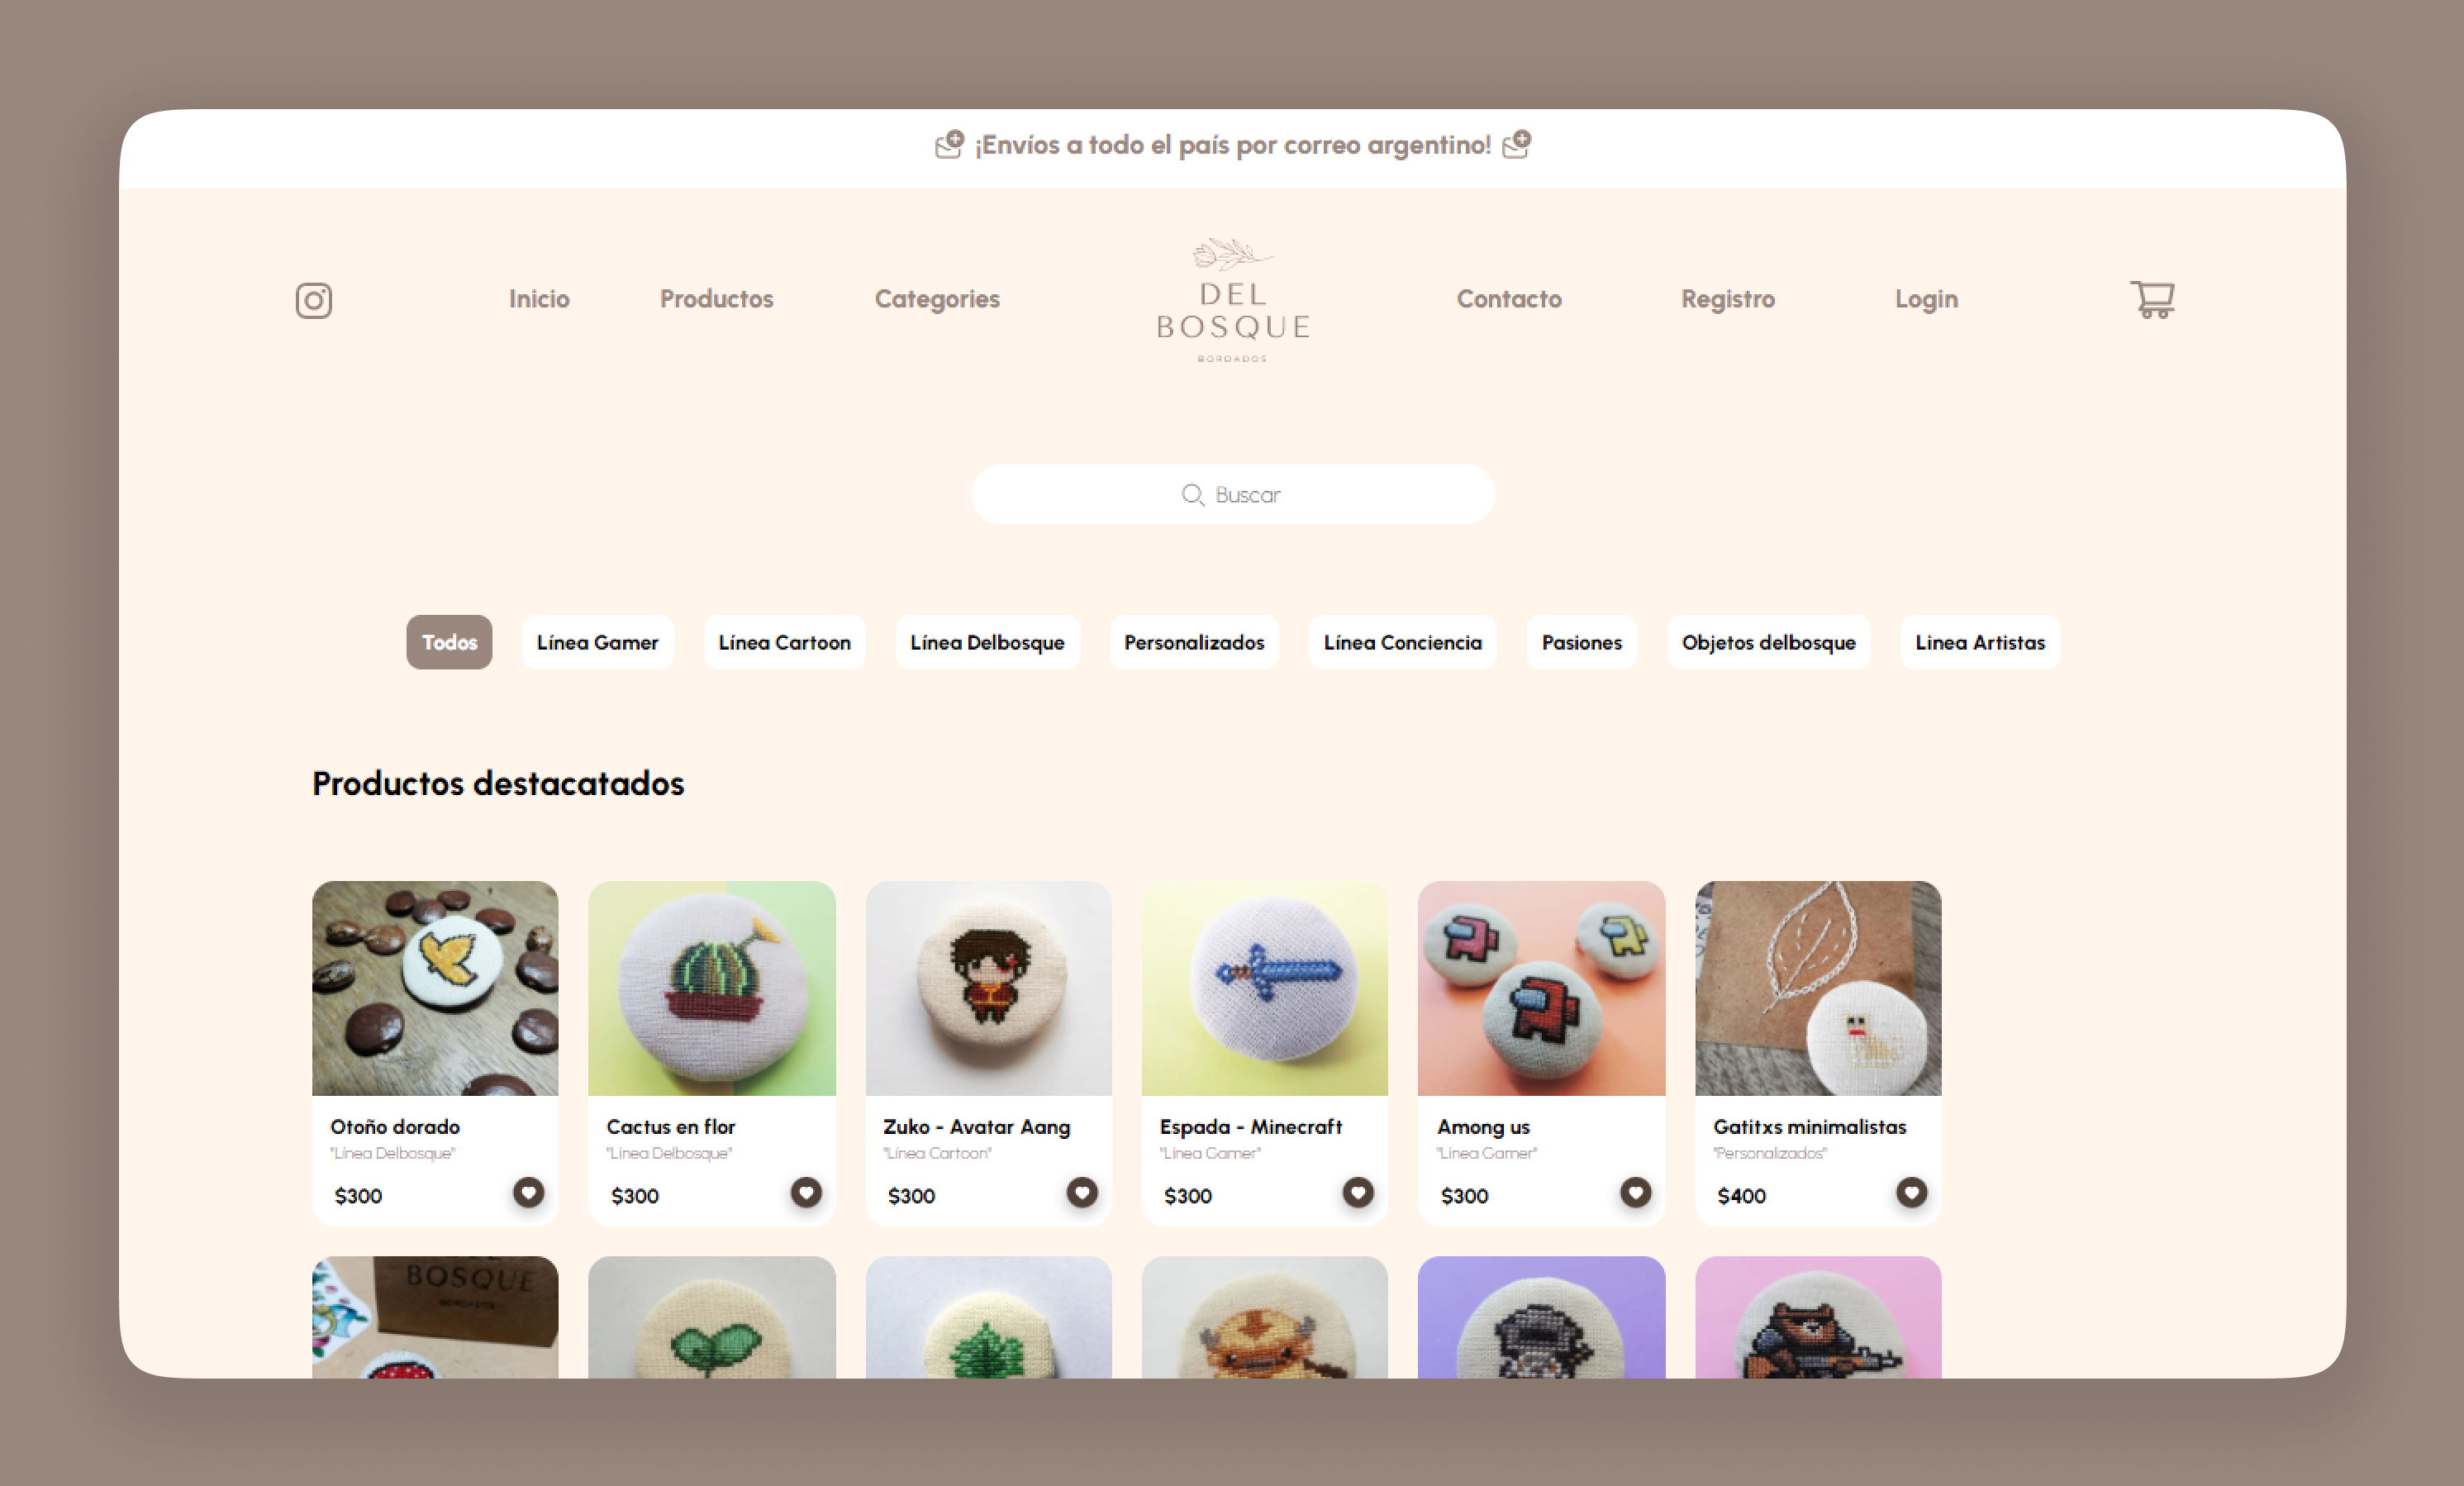 ¡Envíos a todo el país por correo argentino!
Inicio
Productos
Categories
DEL
BOSQUE
BORDADOS
Contacto
Registro
Login
Buscar
Todos
Línea Gamer
Línea Cartoon
Línea Delbosque
Personalizados
Línea Conciencia
Pasiones
Objetos delbosque
Linea Artistas
Productos destacatados
Otoño dorado
"Línea Delbosque"
$300
Cactus en flor
"Línea Delbosque"
$300
Zuko - Avatar Aang
"Línea Cartoon"
$300
Espada - Minecraft
"Línea Gamer"
$300
Among us
"Línea Gamer"
$300
Gatitxs minimalistas
"Personalizados"
$400
BOSQUE
BORDADOS